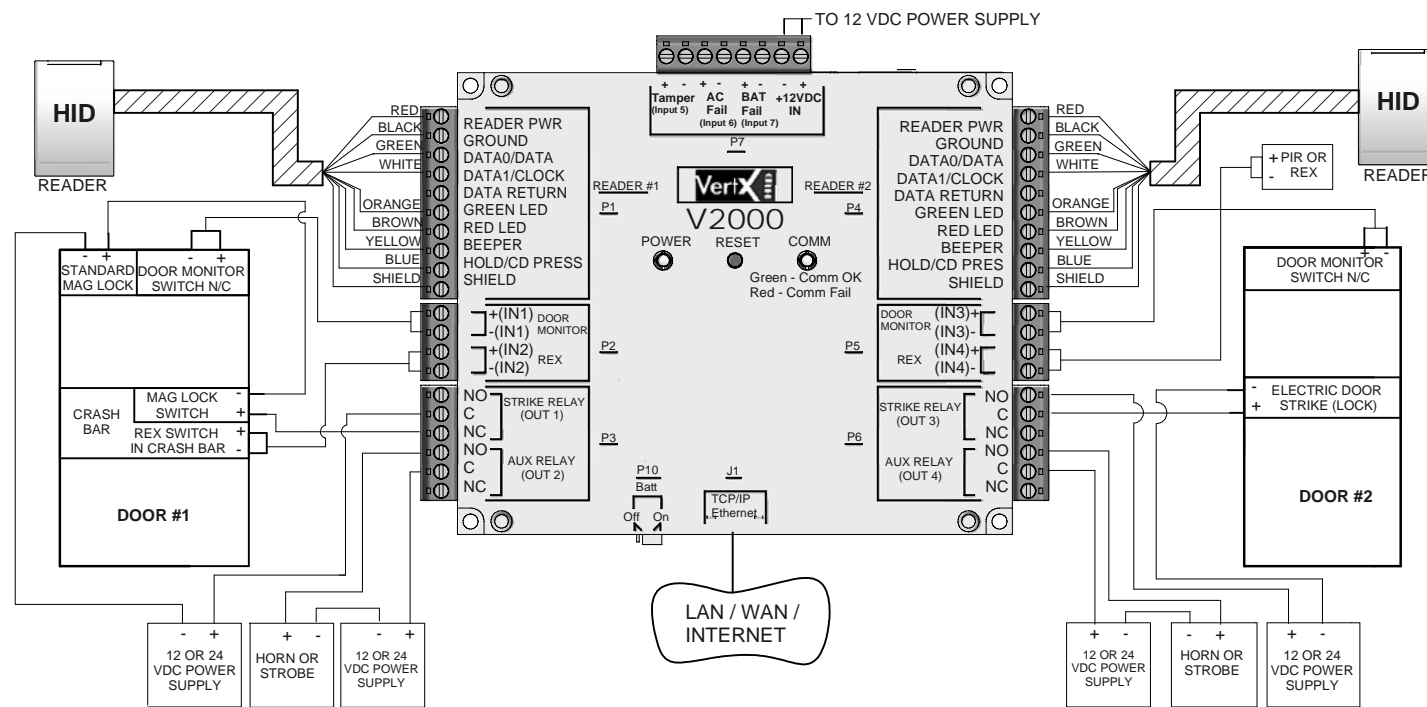 TO 12 VDC POWER SUPPLY
HID
READER
HID
READER
+ - + - + - - +
Tamper
(Input 5)
AC
Fail
(Input 6)
BAT
Fail
(Input 7)
+12VDC
IN
P7
RED
BLACK
GREEN
WHITE
ORANGE
BROWN
YELLOW
BLUE
SHIELD
READER PWR
GROUND
DATA0/DATA
DATA1/CLOCK
DATA RETURN
GREEN LED
RED LED
BEEPER
HOLD/CD PRESS
SHIELD
READER #1
P1
VertX
V2000
POWER
RESET
COMM
Green - Comm OK
Red - Comm Fail
READER #2
P4
READER PWR
GROUND
DATA0/DATA
DATA1/CLOCK
DATA RETURN
GREEN LED
RED LED
BEEPER
HOLD/CD PRES
SHIELD
RED
BLACK
GREEN
WHITE
ORANGE
BROWN
YELLOW
BLUE
SHIELD
+ PIR OR
- REX
- +
STANDARD
MAG LOCK
- +
DOOR MONITOR
SWITCH N/C
MAG LOCK -
SWITCH +
CRASH
BAR
REX SWITCH +
IN CRASH BAR -
DOOR #1
+(IN1)
-(IN1)
DOOR
MONITOR
+(IN2)
-(IN2)
REX
P2
NO
C
NC
STRIKE RELAY
(OUT 1)
NO
C
NC
AUX RELAY
(OUT 2)
P3
P10
Batt
Off On
J1
TCP/IP
Ethernet
LAN / WAN /
INTERNET
DOOR
MONITOR
(IN3)+
(IN3)-
REX
(IN4)+
(IN4)-
P5
STRIKE RELAY
(OUT 3)
NO
C
NC
AUX RELAY
(OUT 4)
NO
C
NC
P6
DOOR MONITOR
SWITCH N/C
+ -
- ELECTRIC DOOR
+ STRIKE (LOCK)
DOOR #2
- +
12 OR 24
VDC POWER
SUPPLY
+ -
HORN OR
STROBE
- +
12 OR 24
VDC POWER
SUPPLY
+ -
12 OR 24
VDC POWER
SUPPLY
- +
HORN OR
STROBE
+ -
12 OR 24
VDC POWER
SUPPLY